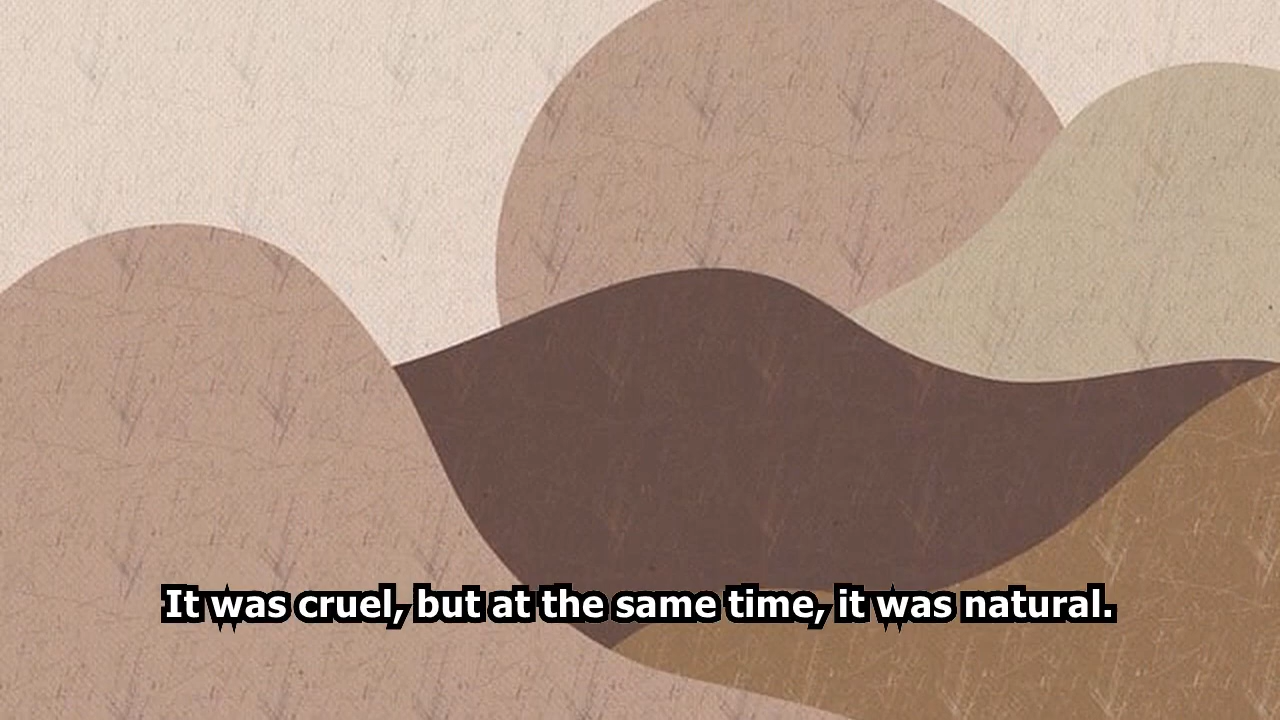 It was cruel, but at the same time, it was natural.